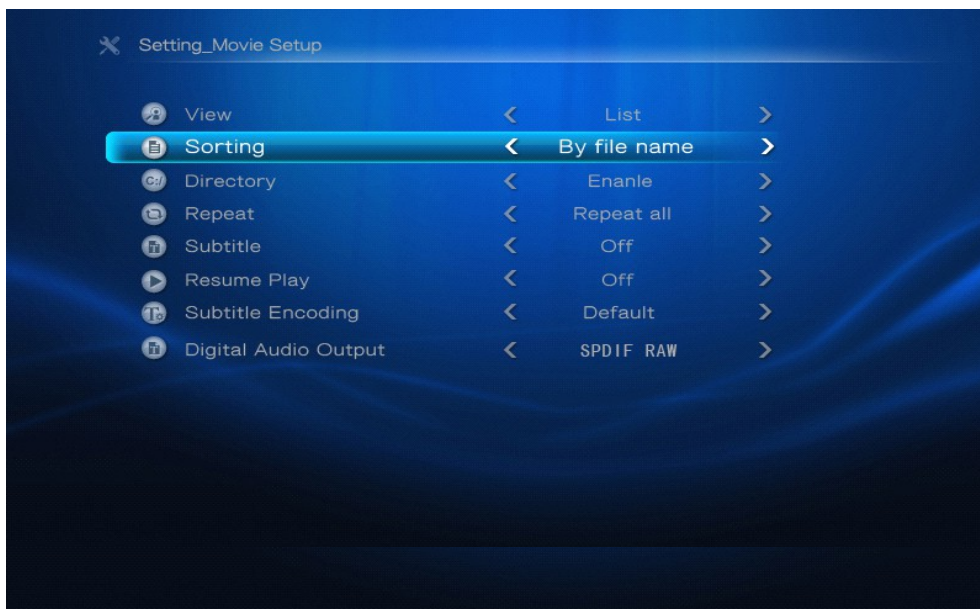 Setting_Movie Setup
View < List >
Sorting < By file name >
Directory < Enanle >
Repeat < Repeat all >
Subtitle < Off >
Resume Play < Off >
Subtitle Encoding < Default >
Digital Audio Output < SPDIF RAW >